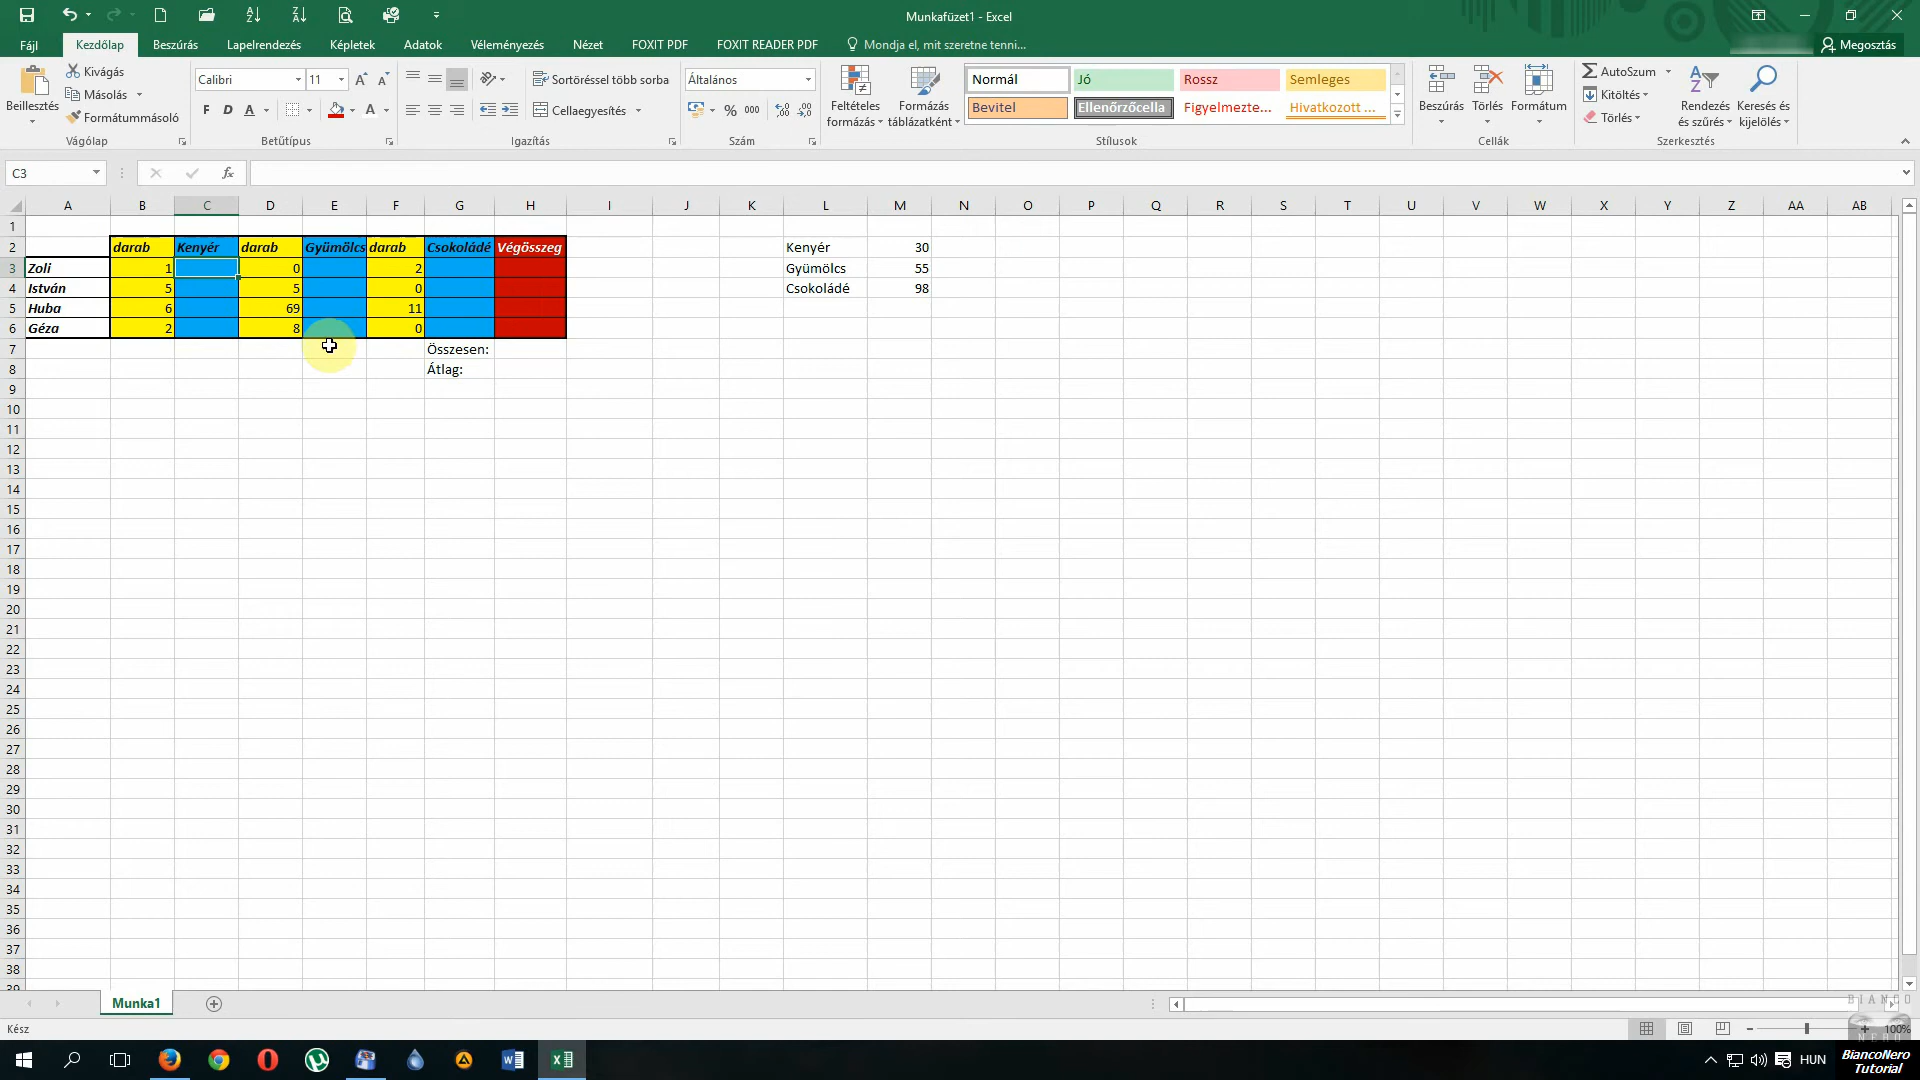 Munkafüzet1 - Excel
Fájl Kezdőlap Beszúrás Lapelrendezés Képletek Adatok Véleményezés Nézet FOXIT PDF FOXIT READER PDF Mondja el, mit szeretne tenni... Megosztás
Beillesztés
Kivágás
Másolás
Formátummásoló
Vágólap
Calibri 11
F D A A
Betűtípus
Sortöréssel több sorba
Cellaegyesítés
Igazítás
Általános
% 000
Szám
Feltételes formázás
Formázás táblázatként
Normál Jó Rossz Semleges
Bevitel Ellenőrzőcella Figyelmezte... Hivatkozott ...
Stílusok
Beszúrás Törlés Formátum
Cellák
AutoSzum
Kitöltés
Törlés
Rendezés és szűrés
Keresés és kijelölés
Szerkesztés
C3 fx
A B C D E F G H I J K L M N O P Q R S T U V W X Y Z AA AB
1
2 darab Kenyér darab Gyümölcs darab Csokoládé Végösszeg Kenyér 30
3 Zoli 1 0 2 Gyümölcs 55
4 István 5 5 0 Csokoládé 98
5 Huba 6 69 11
6 Géza 2 8 0
7 Összesen:
8 Átlag:
9
10
11
12
13
14
15
16
17
18
19
20
21
22
23
24
25
26
27
28
29
30
31
32
33
34
35
36
37
38
39
Munka1
Kész 100%
BIANCO
NERO
HUN
BiancoNero
Tutorial